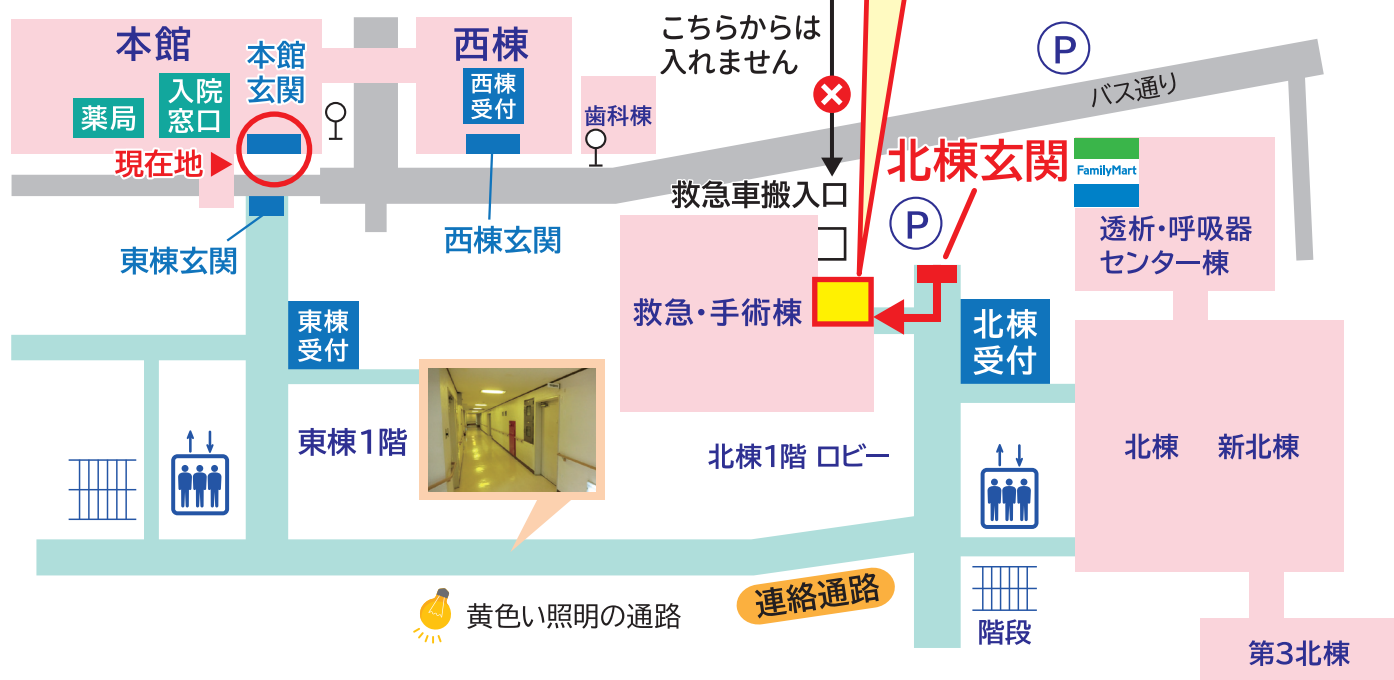 本館
本館
玄関
入院
窓口
薬局
現在地
東棟玄関
西棟
西棟
受付
歯科棟
西棟玄関
こちらからは
入れません
P
バス通り
救急車搬入口
北棟玄関
P
FamilyMart
透析・呼吸器
センター棟
救急・手術棟
東棟
受付
北棟
受付
東棟1階
北棟1階 ロビー
北棟
新北棟
連絡通路
黄色い照明の通路
階段
第3北棟